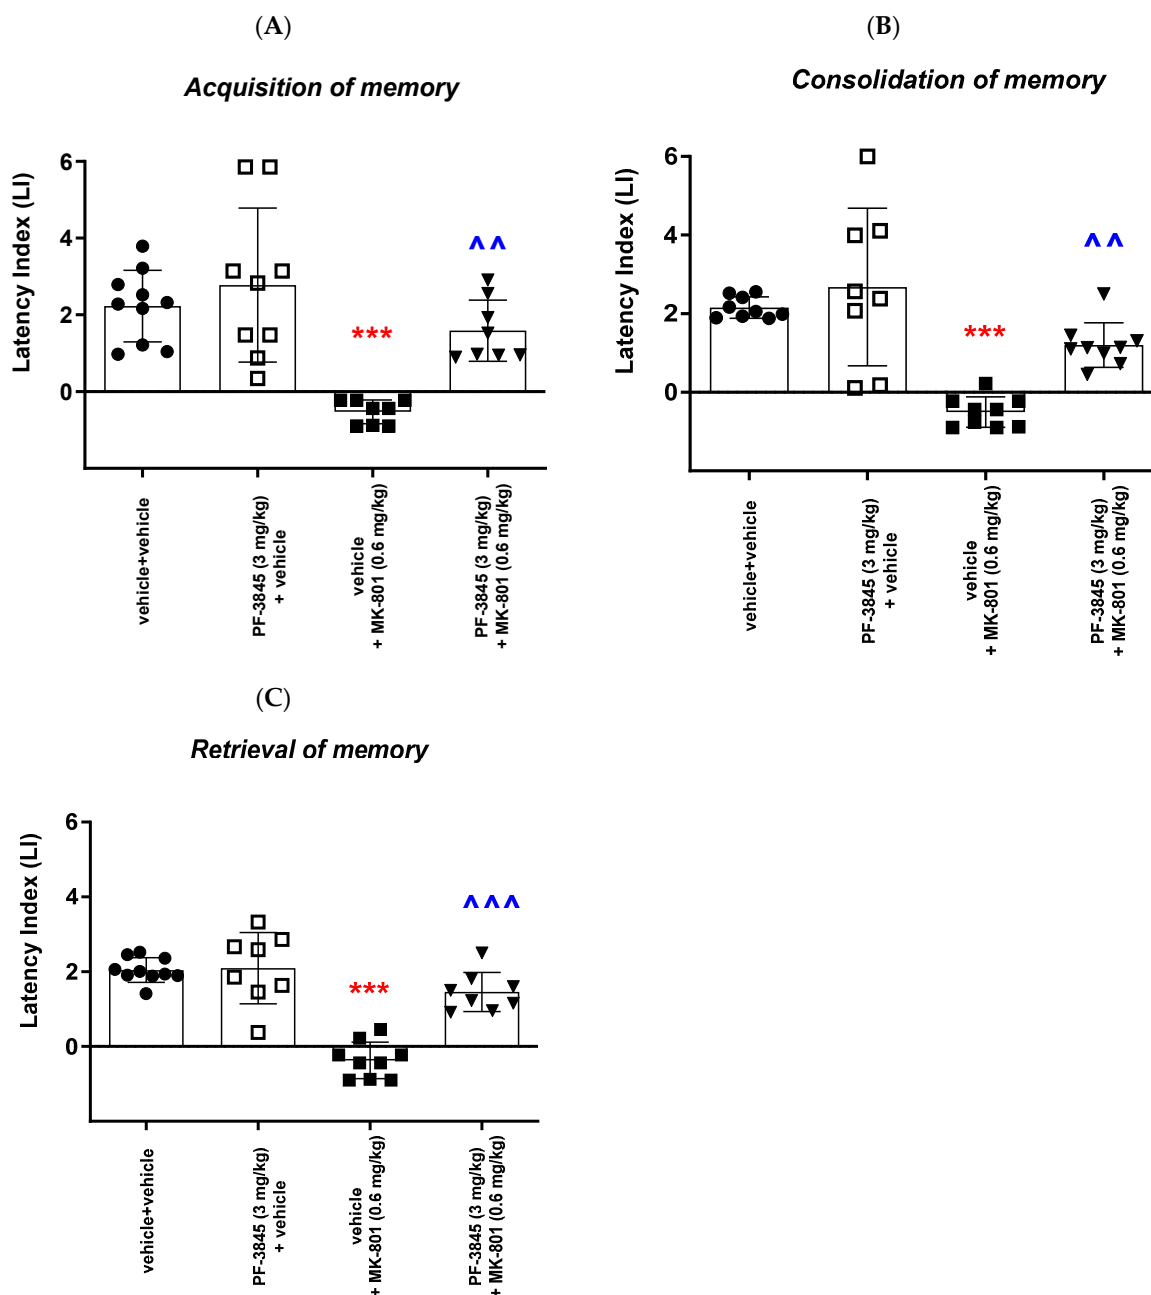 (A)
Acquisition of memory
Latency Index (LI)
6
4
2
0
^^
***
vehicle+vehicle
PF-3845 (3 mg/kg)
+ vehicle
vehicle
+ MK-801 (0.6 mg/kg)
PF-3845 (3 mg/kg)
+ MK-801 (0.6 mg/kg)
(B)
Consolidation of memory
Latency Index (LI)
6
4
2
0
^^
***
vehicle+vehicle
PF-3845 (3 mg/kg)
+ vehicle
vehicle
+ MK-801 (0.6 mg/kg)
PF-3845 (3 mg/kg)
+ MK-801 (0.6 mg/kg)
(C)
Retrieval of memory
Latency Index (LI)
6
4
2
0
^^^
***
vehicle+vehicle
PF-3845 (3 mg/kg)
+ vehicle
vehicle
+ MK-801 (0.6 mg/kg)
PF-3845 (3 mg/kg)
+ MK-801 (0.6 mg/kg)